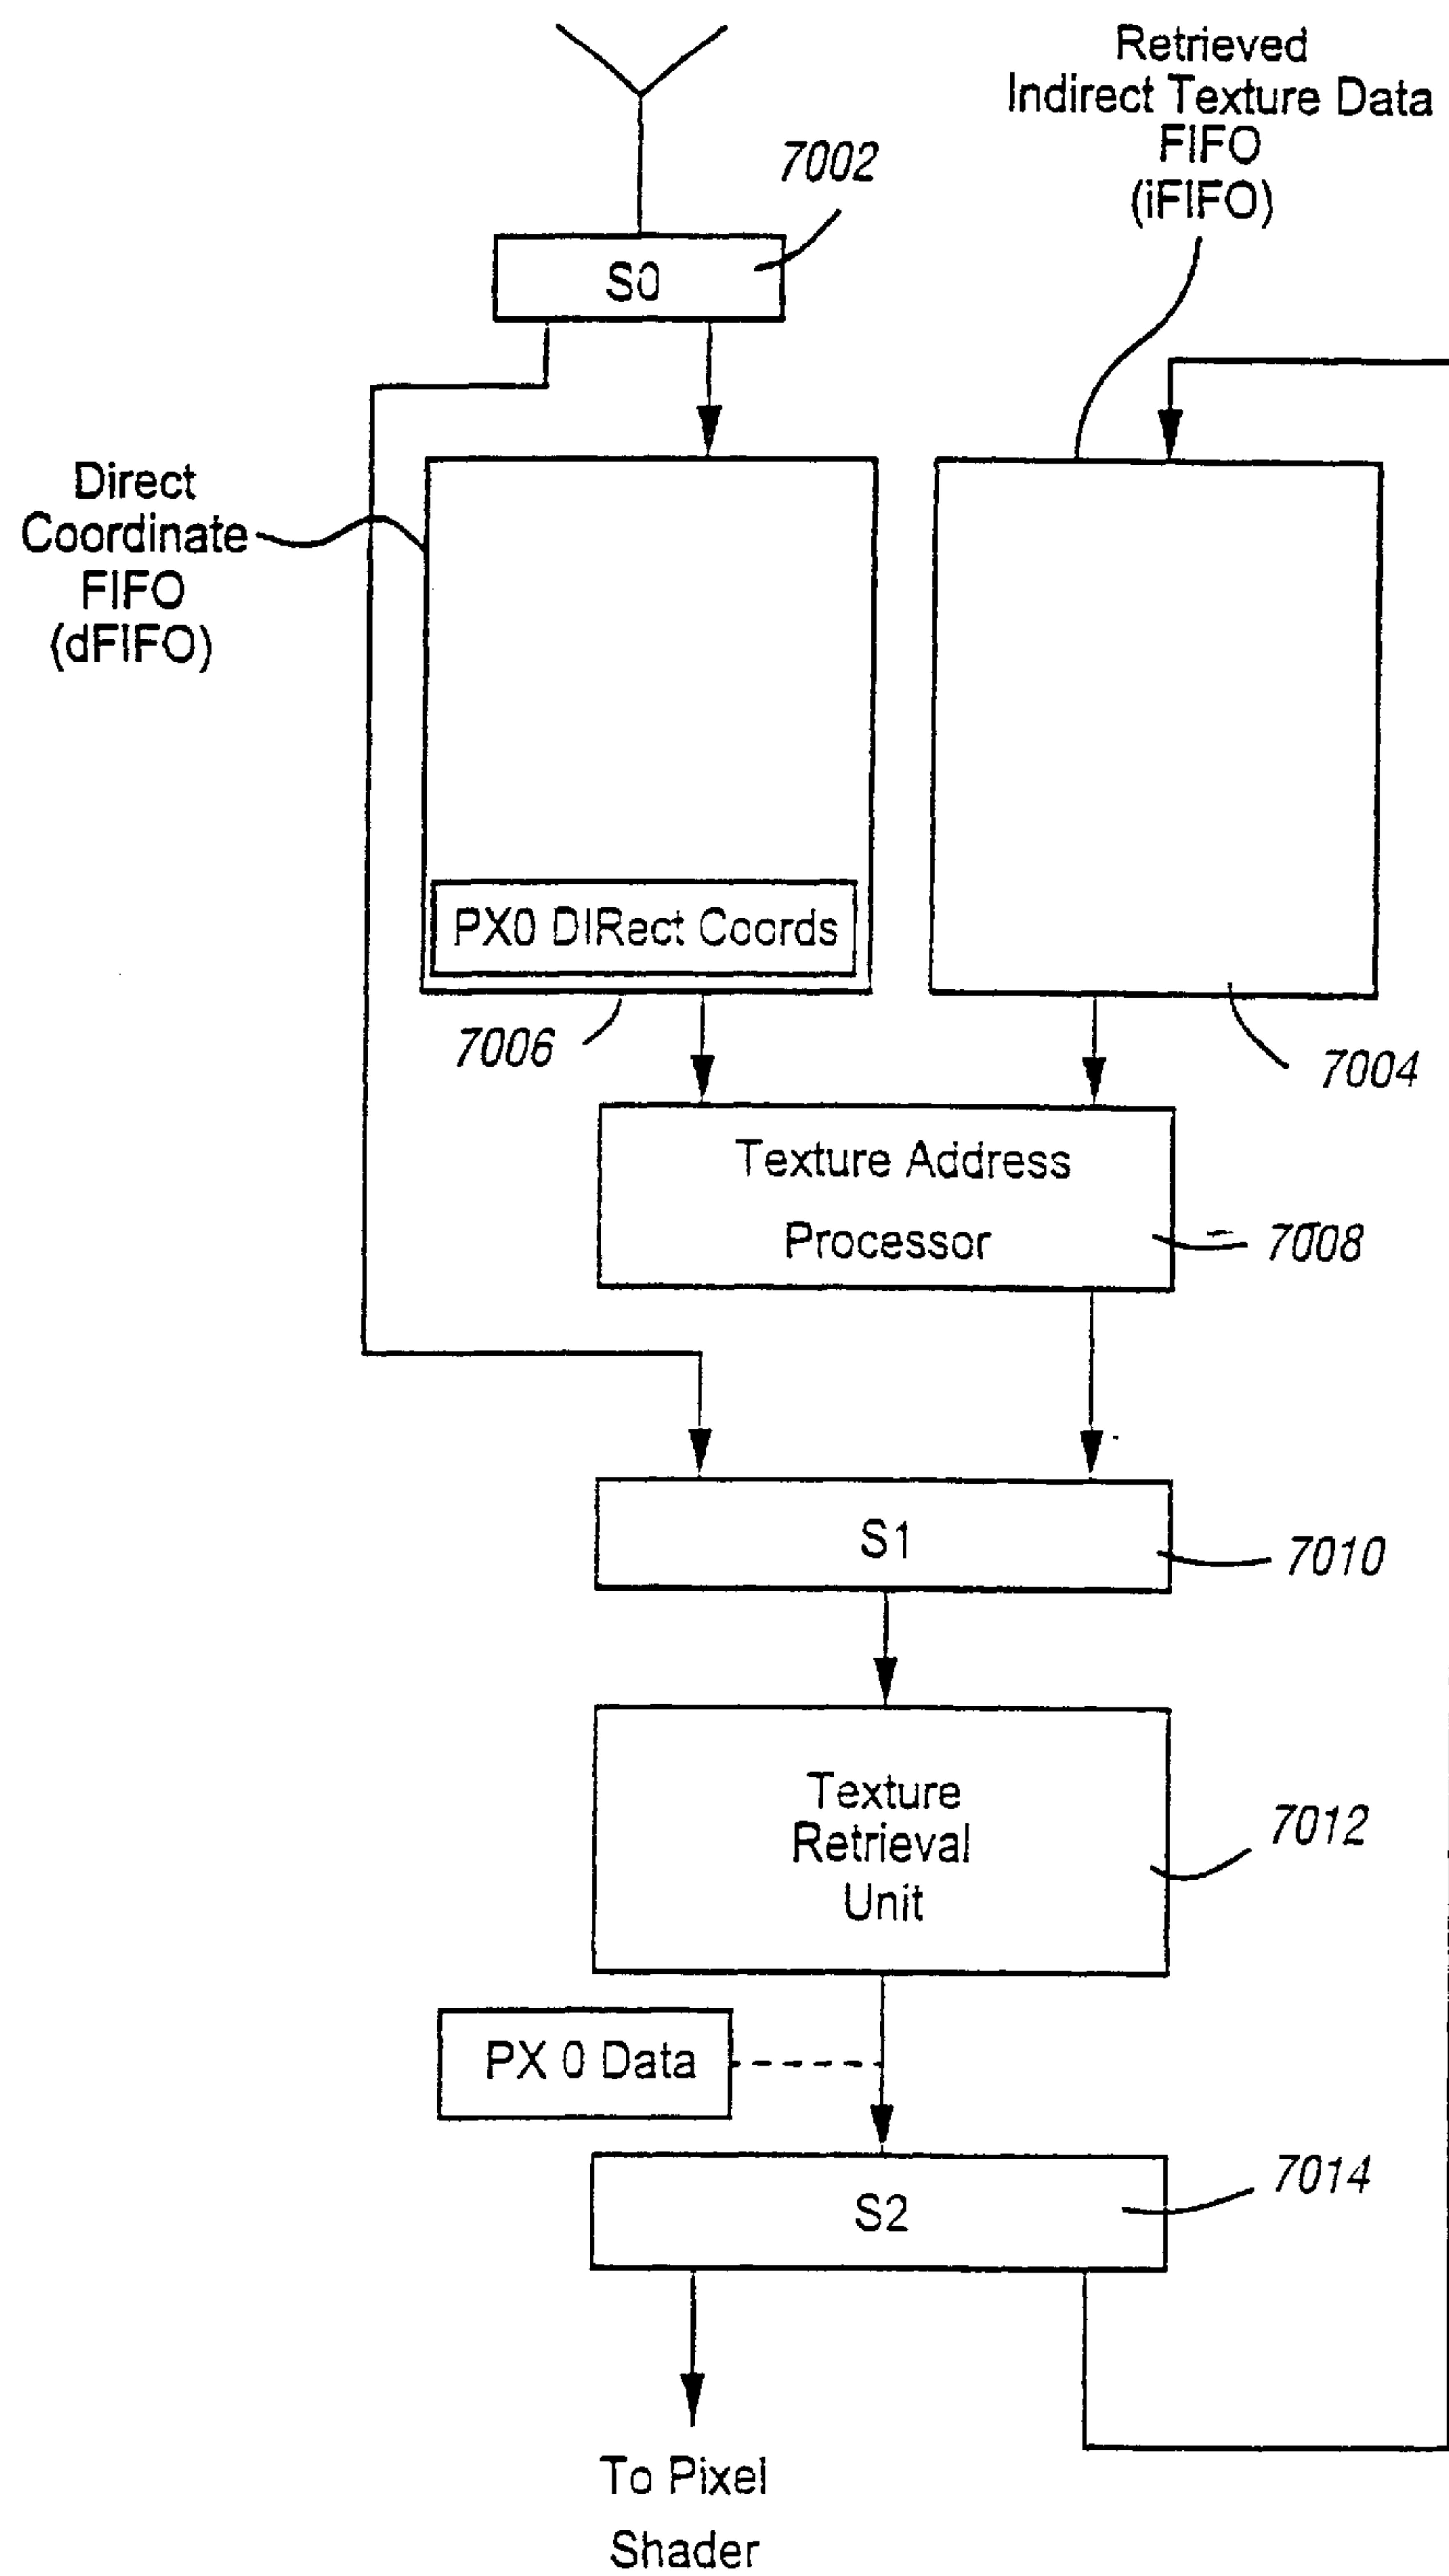 Retrieved
Indirect Texture Data
FIFO
(iFIFO)
7002
S0
Direct
Coordinate
FIFO
(dFIFO)
PX0 DIRect Coords
7006
7004
Texture Address
Processor
7008
S1
7010
Texture
Retrieval
Unit
7012
PX 0 Data
S2
7014
To Pixel
Shader